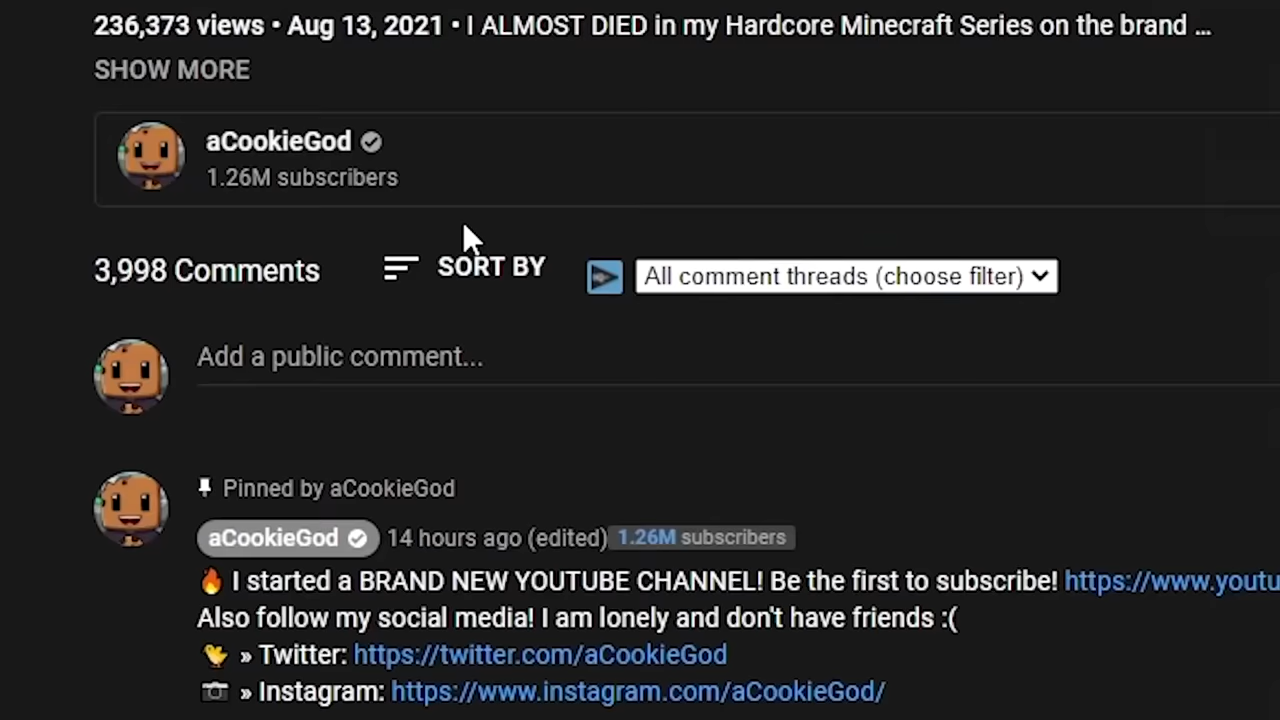 236,373 views • Aug 13, 2021 • I ALMOST DIED in my Hardcore Minecraft Series on the brand ...
SHOW MORE
aCookieGod
1.26M subscribers
3,998 Comments SORT BY All comment threads (choose filter)
Add a public comment...
Pinned by aCookieGod
aCookieGod 14 hours ago (edited) 1.26M subscribers
🔥 I started a BRAND NEW YOUTUBE CHANNEL! Be the first to subscribe! https://www.youtu
Also follow my social media! I am lonely and don't have friends :(
🐤 » Twitter: https://twitter.com/aCookieGod
📷 » Instagram: https://www.instagram.com/aCookieGod/